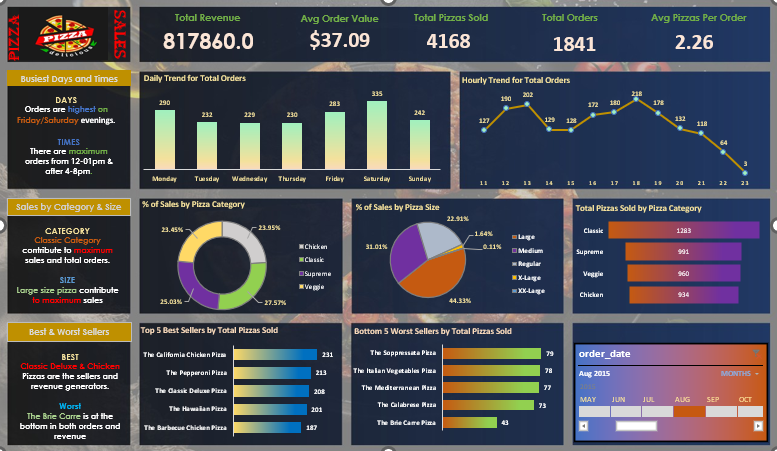 PIZZA
PIZZA
delicious
SALES
Total Revenue
817860.0
Avg Order Value
$37.09
Total Pizzas Sold
4168
Total Orders
1841
Avg Pizzas Per Order
2.26
Busiest Days and Times
DAYS
Orders are highest on
Friday/Saturday evenings.
TIMES
There are maximum
orders from 12-01pm &
after 4-8pm.
Daily Trend for Total Orders
290
232
229
230
283
335
242
Monday
Tuesday
Wednesday
Thursday
Friday
Saturday
Sunday
Hourly Trend for Total Orders
127
190
202
129
128
172
180
218
178
132
118
64
3
11 12 13 14 15 16 17 18 19 20 21 22 23
Sales by Category & Size
CATEGORY
Classic Category
contribute to maximum
sales and total orders.
SIZE
Large size pizza contribute
to maximum sales
% of Sales by Pizza Category
23.45%
23.95%
25.03%
27.57%
Chicken
Classic
Supreme
Veggie
% of Sales by Pizza Size
22.91%
1.64%
0.11%
31.01%
44.33%
Large
Medium
Regular
X-Large
XX-Large
Total Pizzas Sold by Pizza Category
Classic 1283
Supreme 991
Veggie 960
Chicken 934
Best & Worst Sellers
BEST
Classic Deluxe & Chicken
Pizzas are the sellers and
revenue generators.
Worst
The Brie Carre is at the
bottom in both orders and
revenue
Top 5 Best Sellers by Total Pizzas Sold
The California Chicken Pizza 231
The Pepperoni Pizza 213
The Classic Deluxe Pizza 208
The Hawaiian Pizza 201
The Barbecue Chicken Pizza 187
Bottom 5 Worst Sellers by Total Pizzas Sold
The Soppressata Pizza 79
The Italian Vegetables Pizza 78
The Mediterranean Pizza 77
The Calabrese Pizza 73
The Brie Carre Pizza 43
order_date
Aug 2015
MONTHS
2015
MAY JUN JUL AUG SEP OCT